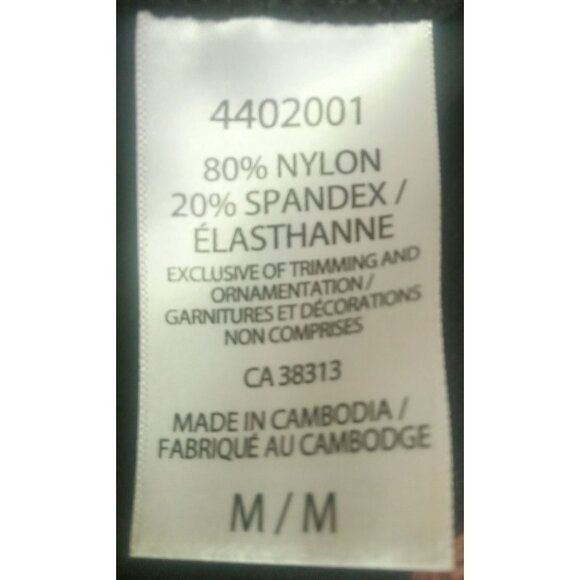 4402001
80% NYLON
20% SPANDEX /
ÉLASTHANNE
EXCLUSIVE OF TRIMMING AND
ORNAMENTATION /
GARNITURES ET DÉCORATIONS
NON COMPRISES
CA 38313
MADE IN CAMBODIA /
FABRIQUÉ AU CAMBODGE
M / M